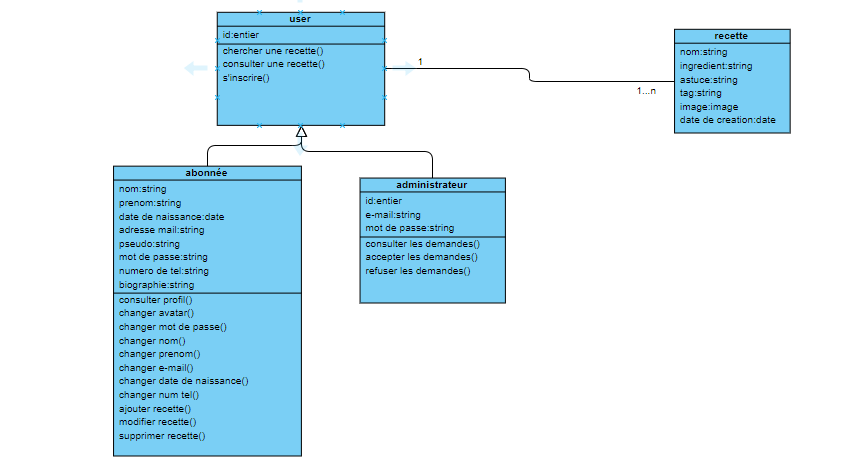 user
id:entier
chercher une recette()
consulter une recette()
s'inscrire()
1
1...n
recette
nom:string
ingredient:string
astuce:string
tag:string
image:image
date de creation:date
abonnée
nom:string
prenom:string
date de naissance:date
adresse mail:string
pseudo:string
mot de passe:string
numero de tel:string
biographie:string
consulter profil()
changer avatar()
changer mot de passe()
changer nom()
changer prenom()
changer e-mail()
changer date de naissance()
changer num tel()
ajouter recette()
modifier recette()
supprimer recette()
administrateur
id:entier
e-mail:string
mot de passe:string
consulter les demandes()
accepter les demandes()
refuser les demandes()